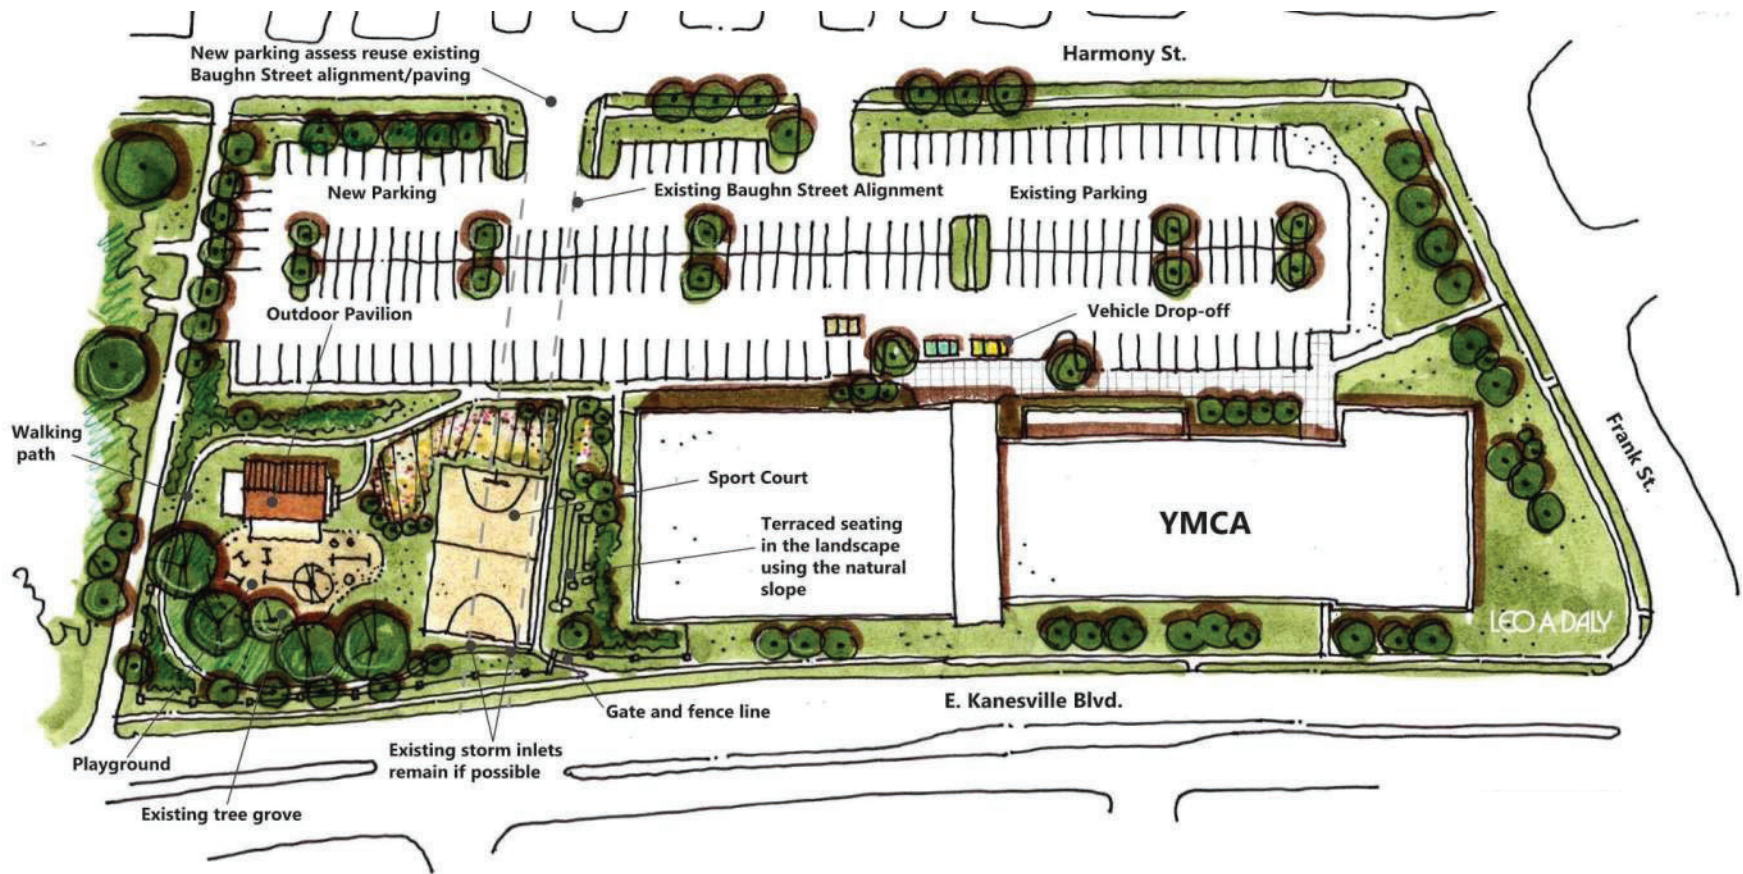 Harmony St.
New parking assess reuse existing
Baughn Street alignment/paving
New Parking
Existing Baughn Street Alignment
Existing Parking
Outdoor Pavilion
Vehicle Drop-off
Walking
path
Frank St.
Sport Court
Terraced seating
in the landscape
using the natural
slope
YMCA
LEO A DALY
E. Kanesville Blvd.
Gate and fence line
Existing storm inlets
remain if possible
Playground
Existing tree grove